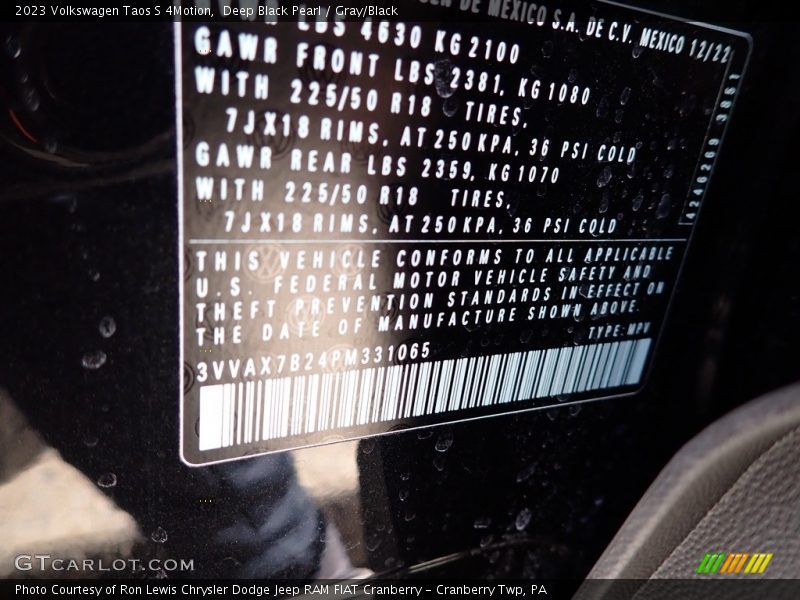 2023 Volkswagen Taos S 4Motion, Deep Black Pearl / Gray/Black
DE MEXICO S.A. DE C.V. MEXICO 12/22
LBS 4630 KG 2100
GAWR FRONT LBS 2381, KG 1080
WITH 225/50 R18 TIRES,
7JX18 RIMS, AT 250 KPA, 36 PSI COLD
GAWR REAR LBS 2359, KG 1070
WITH 225/50 R18 TIRES,
7JX18 RIMS, AT 250 KPA, 36 PSI COLD
THIS VEHICLE CONFORMS TO ALL APPLICABLE
U.S. FEDERAL MOTOR VEHICLE SAFETY AND
THEFT PREVENTION STANDARDS IN EFFECT ON
THE DATE OF MANUFACTURE SHOWN ABOVE.
TYPE: MPV
3VVAX7B24PM331065
GTCarlot.com
Photo Courtesy of Ron Lewis Chrysler Dodge Jeep RAM FIAT Cranberry – Cranberry Twp, PA